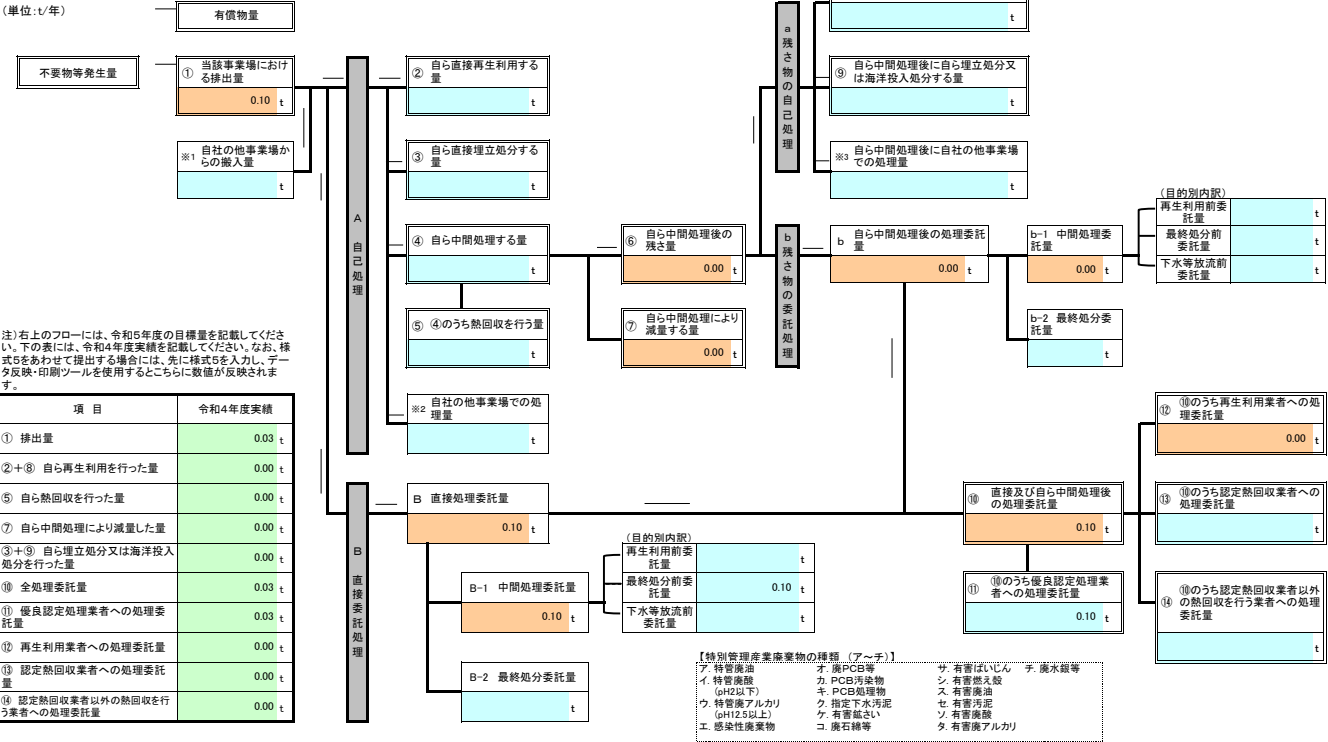 (単位:t/年)
有償物量
t
不要物等発生量
① 当該事業場におけ
る排出量
0.10 t
※1 自社の他事業場か
らの搬入量
t
A
自
己
処
理
② 自ら直接再生利用する
量
t
③ 自ら直接埋立処分する
量
t
④ 自ら中間処理する量
t
⑤ ④のうち熱回収を行う量
t
※2 自社の他事業場での処
理量
t
⑥ 自ら中間処理後の
残さ量
0.00 t
⑦ 自ら中間処理により
減量する量
0.00 t
a
残
さ
物
の
自
己
処
理
⑨ 自ら中間処理後に自ら埋立処分又
は海洋投入処分する量
t
※3 自ら中間処理後に自社の他事業場
での処理量
t
b
残
さ
物
の
委
託
処
理
b 自ら中間処理後の処理委託
量
0.00 t
b-1 中間処理委
託量
0.00 t
(目的別内訳)
再生利用前委
託量
t
最終処分前
委託量
t
下水等放流前
委託量
t
b-2 最終処分委
託量
t
注)右上のフローには、令和5年度の目標量を記載してくださ
い。下の表には、令和4年度実績を記載してください。なお、様
式5をあわせて提出する場合には、先に様式5を入力し、デー
タ反映・印刷ツールを使用するとこちらに数値が反映されま
す。
項 目 令和4年度実績
① 排出量 0.03 t
②+⑧ 自ら再生利用を行った量 0.00 t
⑤ 自ら熱回収を行った量 0.00 t
⑦ 自ら中間処理により減量した量 0.00 t
③+⑨ 自ら埋立処分又は海洋投入
処分を行った量 0.00 t
⑩ 全処理委託量 0.03 t
⑪ 優良認定処理業者への処理委
託量 0.03 t
⑫ 再生利用業者への処理委託量 0.00 t
⑬ 認定熱回収業者への処理委託
量 0.00 t
⑭ 認定熱回収業者以外の熱回収を行
う業者への処理委託量 0.00 t
B
直
接
委
託
処
理
B 直接処理委託量
0.10 t
B-1 中間処理委託量
0.10 t
(目的別内訳)
再生利用前委
託量
t
最終処分前委
託量
0.10 t
下水等放流前
委託量
t
B-2 最終処分委託量
t
⑩ 直接及び自ら中間処理後
の処理委託量
0.10 t
⑪ ⑩のうち優良認定処理業
者への処理委託量
0.10 t
⑫ ⑩のうち再生利用業者への処
理委託量
0.00 t
⑬ ⑩のうち認定熱回収業者への
処理委託量
t
⑭ ⑩のうち認定熱回収業者以外
の熱回収を行う業者への処理
委託量
t
【特別管理産業廃棄物の種類 (ア~チ)】
ア. 特管廃油 オ. 廃PCB等 サ. 有害ばいじん チ. 廃水銀等
イ. 特管廃酸 カ. PCB汚染物 シ. 有害燃え殻
(pH2以下) キ. PCB処理物 ス. 有害廃油
ウ. 特管廃アルカリ ク. 指定下水汚泥 セ. 有害汚泥
(pH12.5以上) ケ. 有害鉱さい ソ. 有害廃酸
エ. 感染性廃棄物 コ. 廃石綿等 タ. 有害廃アルカリ